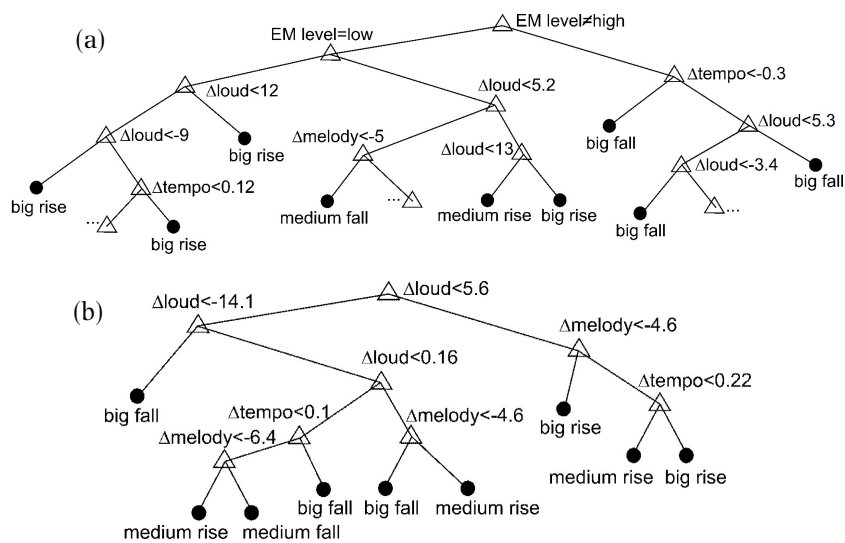 (a)
EM level≠high
EM level=low
Δtempo<-0.3
Δloud<12
Δloud<5.2
Δloud<5.3
big fall
Δloud<-9
Δmelody<-5
Δloud<13
Δloud<-3.4
big rise
big fall
big rise
Δtempo<0.12
medium fall
...
medium rise
big rise
big fall
...
...
big rise
(b)
Δloud<-14.1
Δloud<5.6
Δmelody<-4.6
Δloud<0.16
Δtempo<0.22
big fall
Δtempo<0.1
Δmelody<-4.6
big rise
Δmelody<-6.4
medium rise
big rise
big fall
big fall
medium rise
medium rise
medium fall